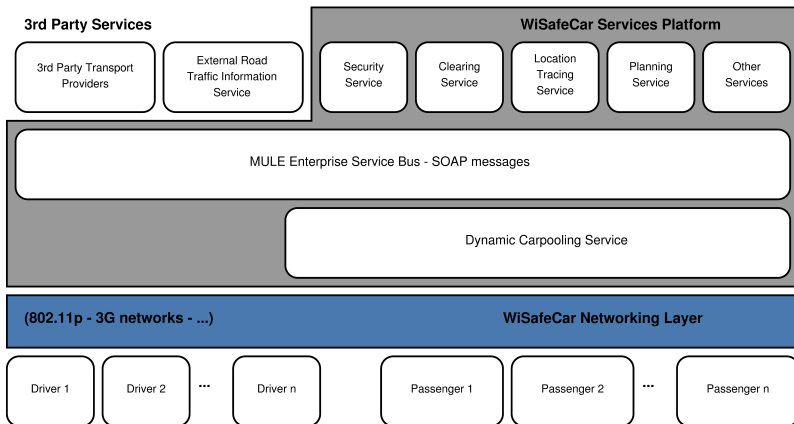 3rd Party Services
WiSafeCar Services Platform
3rd Party Transport
Providers
External Road
Traffic Information
Service
Security
Service
Clearing
Service
Location
Tracing
Service
Planning
Service
Other
Services
MULE Enterprise Service Bus - SOAP messages
Dynamic Carpooling Service
(802.11p - 3G networks - ...)
WiSafeCar Networking Layer
Driver 1
Driver 2
...
Driver n
Passenger 1
Passenger 2
...
Passenger n